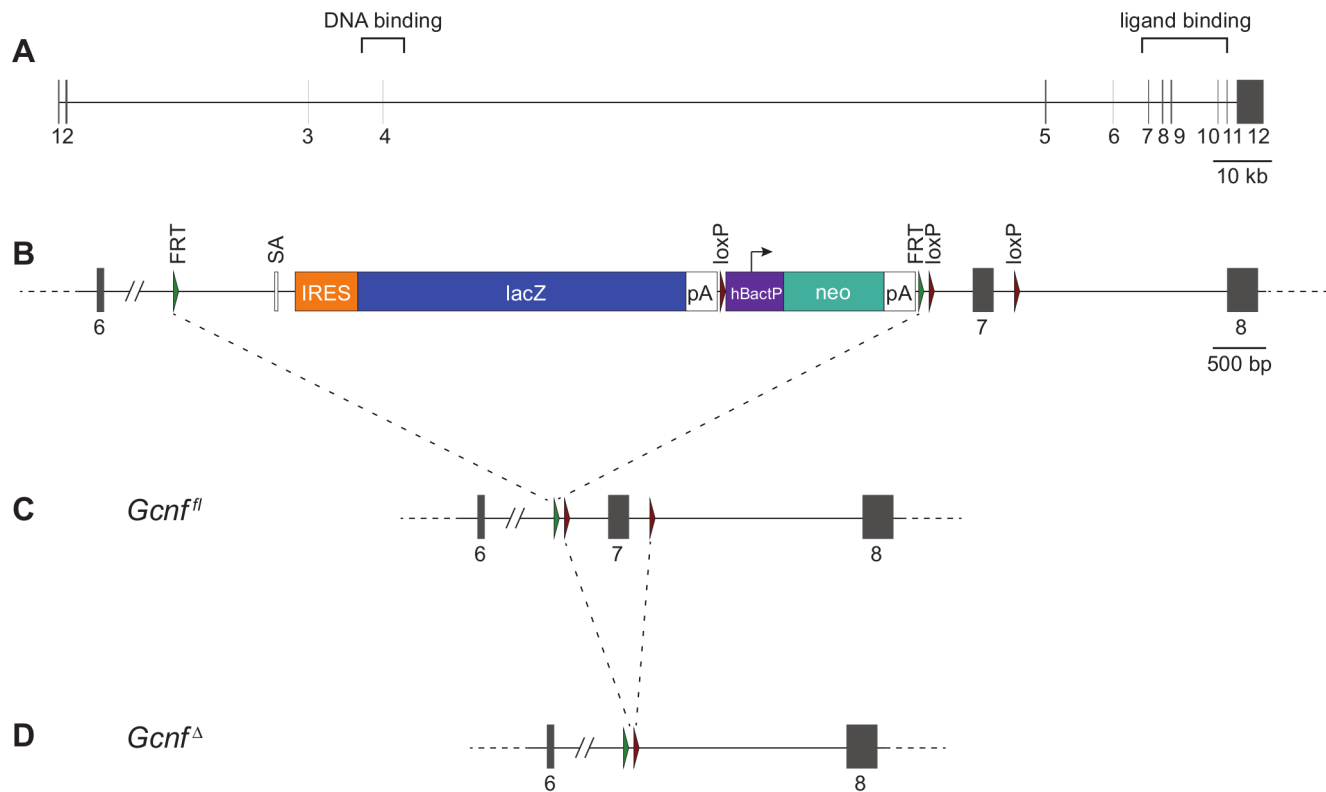 DNA binding ligand binding
A
12 3 4 5 6 7 8 9 10 11 12
10 kb
B FRT SA loxP FRT loxP loxP
IRES lacZ pA hBactP neo pA
6 7 8
500 bp
C Gcnf fl
6 7 8
D Gcnf Δ
6 8